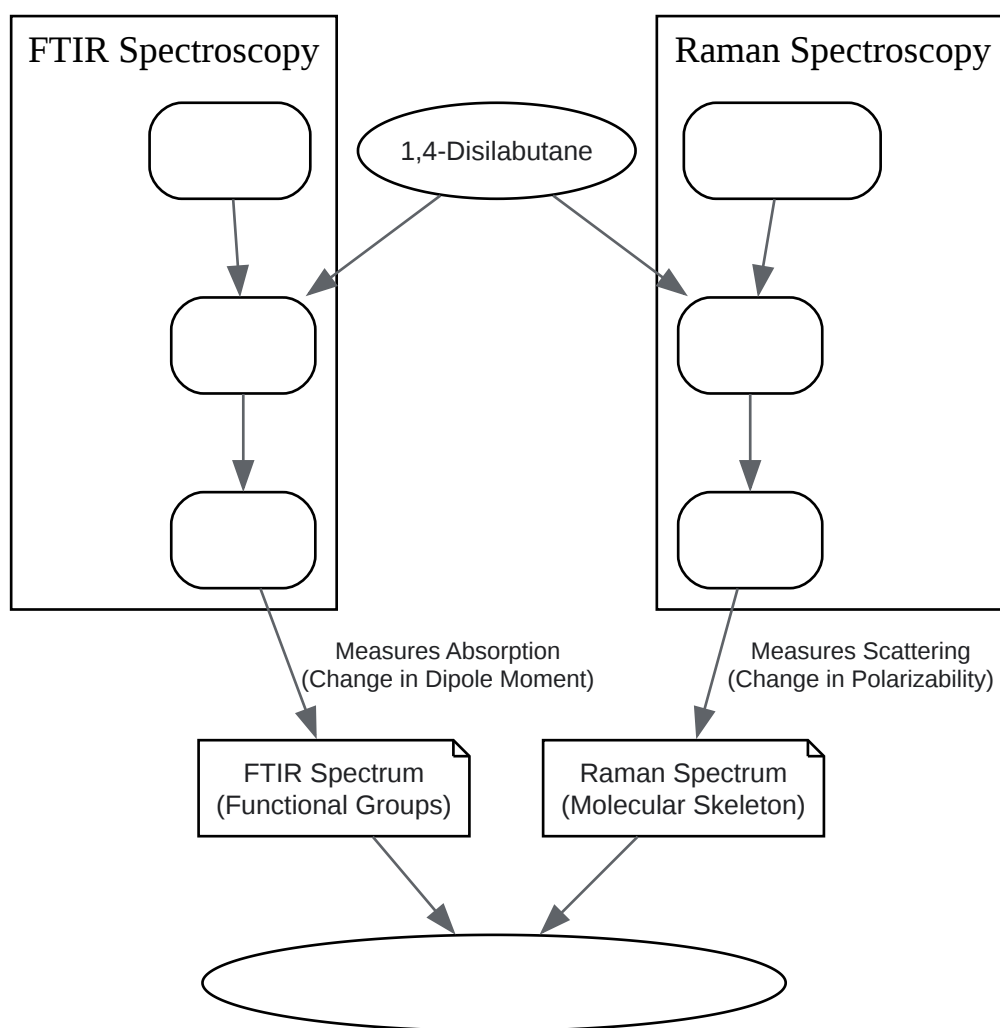 FTIR Spectroscopy
Raman Spectroscopy
1,4-Disilabutane
Measures Absorption
(Change in Dipole Moment)
Measures Scattering
(Change in Polarizability)
FTIR Spectrum
(Functional Groups)
Raman Spectrum
(Molecular Skeleton)